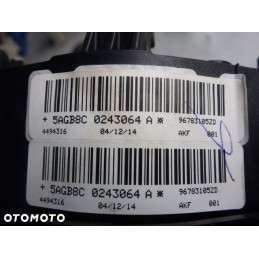 + 5AGB8C 0243064 A ※
4494316 04/12/14 96783105ZD
AKF 001
+ 5AGB8C 0243064 A ※
4494316 04/12/14 96783105ZD
AKF 001
OTOMOTO